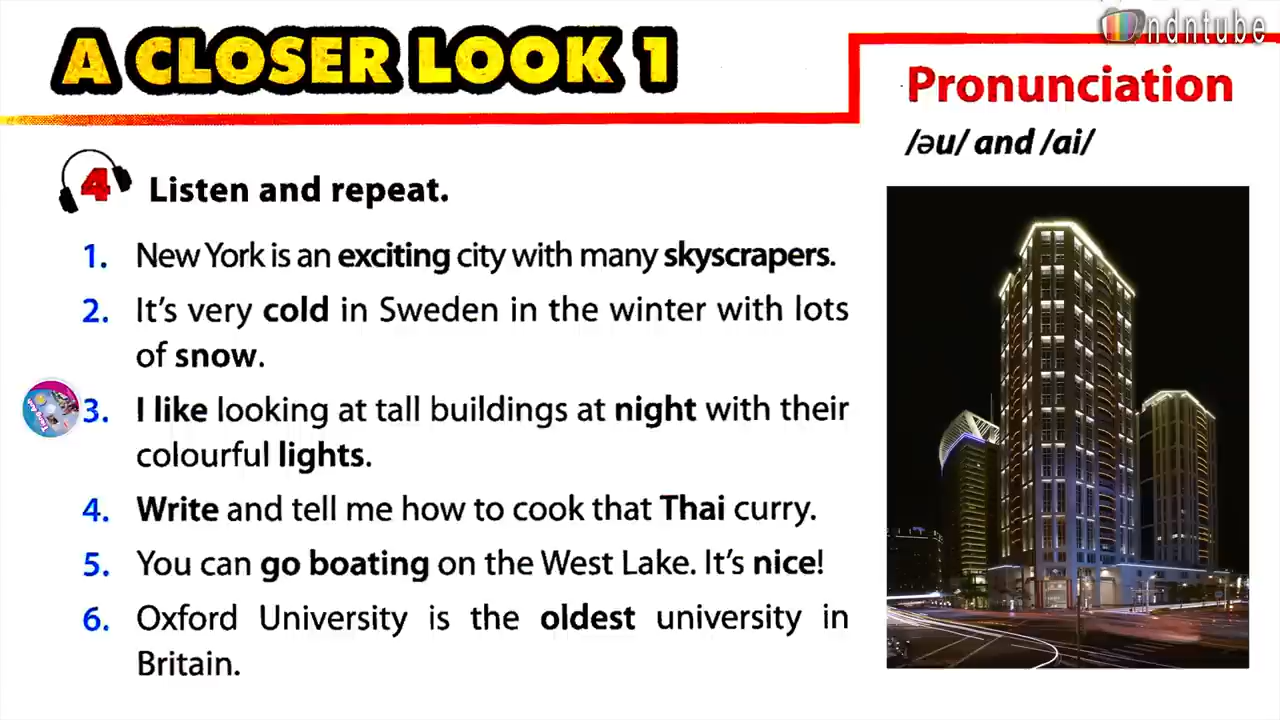 ndntube
A CLOSER LOOK 1
Pronunciation
/əu/ and /ai/
4 Listen and repeat.
1. New York is an exciting city with many skyscrapers.
2. It's very cold in Sweden in the winter with lots
of snow.
3. I like looking at tall buildings at night with their
colourful lights.
4. Write and tell me how to cook that Thai curry.
5. You can go boating on the West Lake. It's nice!
6. Oxford University is the oldest university in
Britain.